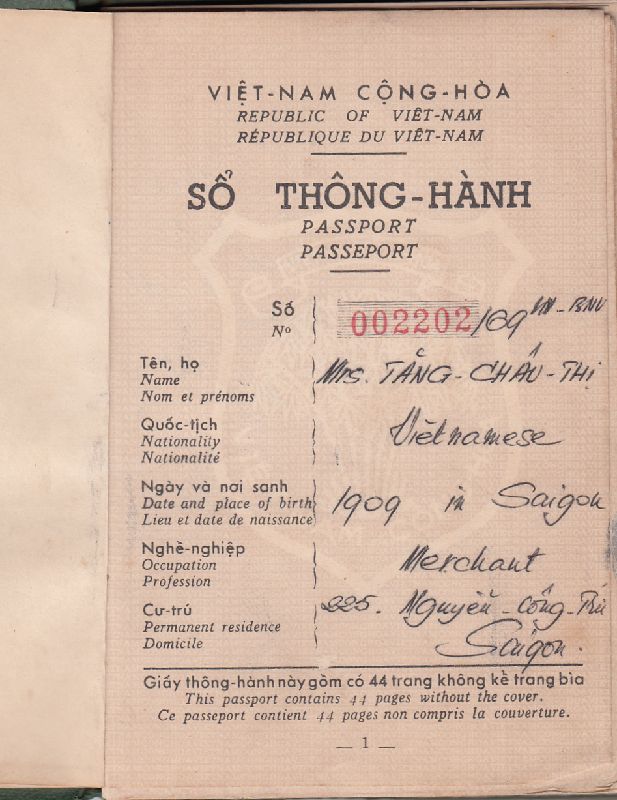 VIỆT-NAM CỘNG-HÒA
REPUBLIC OF VIÊT-NAM
RÉPUBLIQUE DU VIÊT-NAM
SỔ THÔNG-HÀNH
PASSPORT
PASSEPORT
Số
Nº
002202/69
Tên, họ
Name
Nom et prénoms
Mrs. TĂNG-CHÂU-THỊ
Quốc-tịch
Nationality
Nationalité
Vietnamese
Ngày và nơi sanh
Date and place of birth
Lieu et date de naissance
1909 in Saigon
Nghề-nghiệp
Occupation
Profession
Merchant
Cư-trú
Permanent residence
Domicile
225. Nguyễn-Công-Trứ
Saigon.
Giấy thông-hành này gồm có 44 trang không kể trang bìa
This passport contains 44 pages without the cover.
Ce passeport contient 44 pages non compris la couverture.
— 1 —